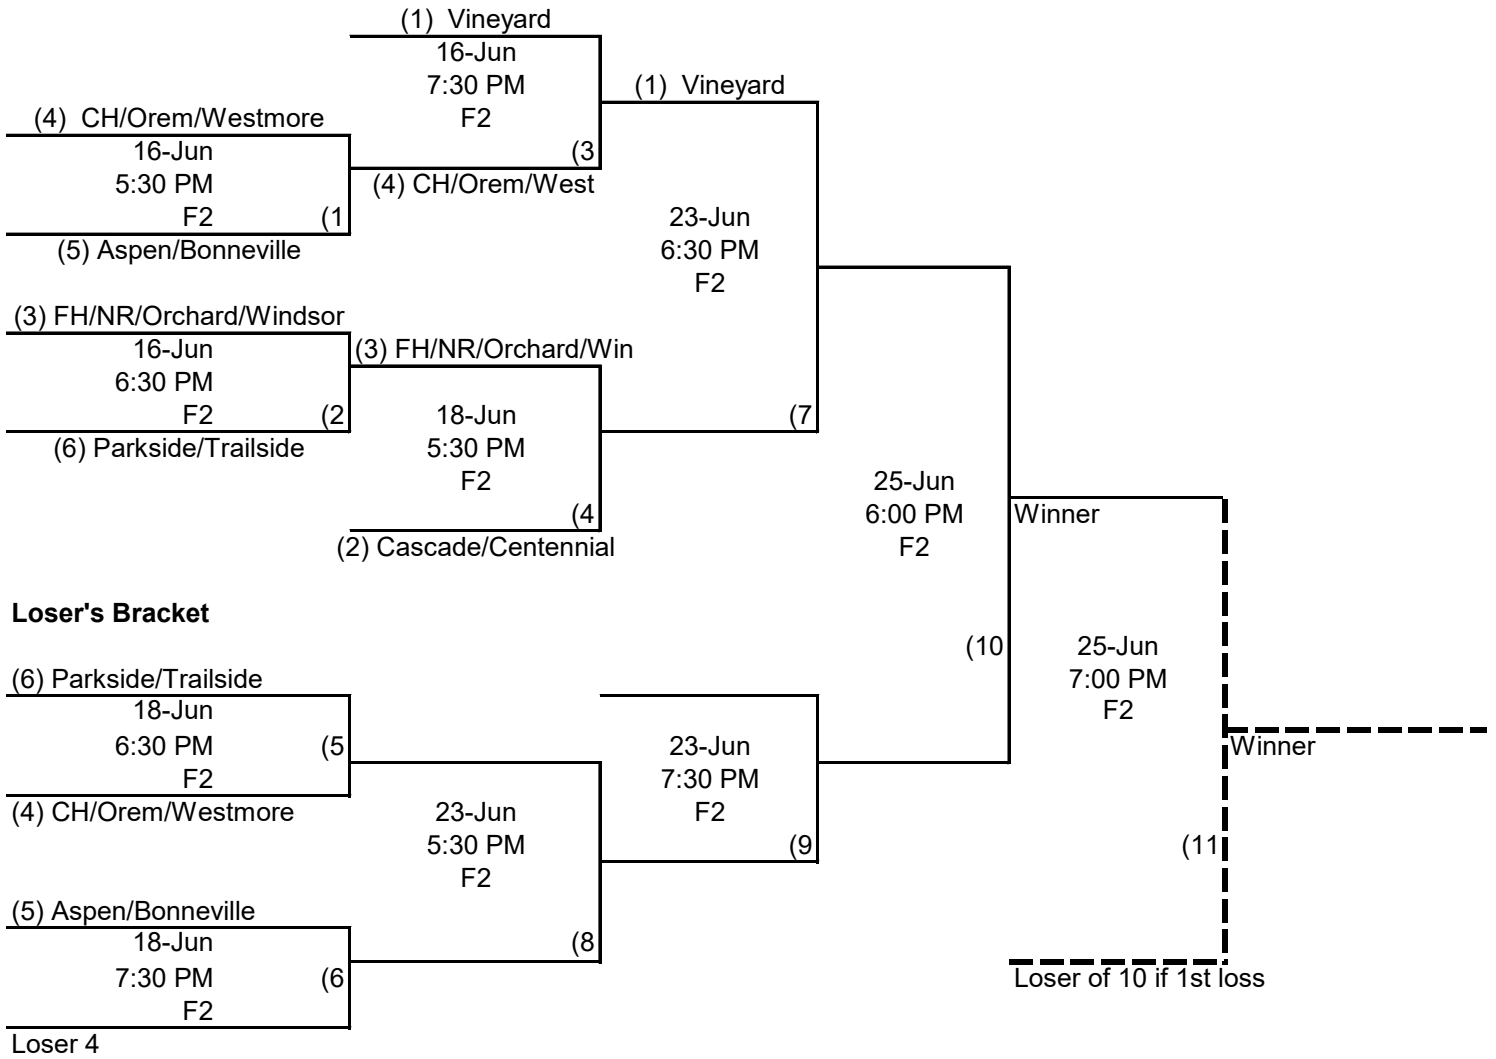 (1)  Vineyard
16-Jun
7:30 PM
F2
(3
(1)  Vineyard
(4)  CH/Orem/Westmore
16-Jun
5:30 PM
F2
(1
(4) CH/Orem/West
(5) Aspen/Bonneville
23-Jun
6:30 PM
F2
(7
(3) FH/NR/Orchard/Windsor
16-Jun
6:30 PM
F2
(2
(3) FH/NR/Orchard/Win
(6) Parkside/Trailside
18-Jun
5:30 PM
F2
(4
(2) Cascade/Centennial
25-Jun
6:00 PM
F2
(10
Winner
Loser's Bracket
(6) Parkside/Trailside
18-Jun
6:30 PM
F2
(5
(4) CH/Orem/Westmore
23-Jun
5:30 PM
F2
(8
23-Jun
7:30 PM
F2
(9
25-Jun
7:00 PM
F2
(11
Winner
(5) Aspen/Bonneville
18-Jun
7:30 PM
F2
(6
Loser 4
Loser of 10 if 1st loss